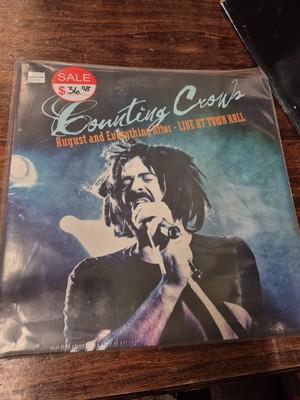 SALE
$36.98
Counting Crows
August and Everything After - LIVE AT TOWN HALL